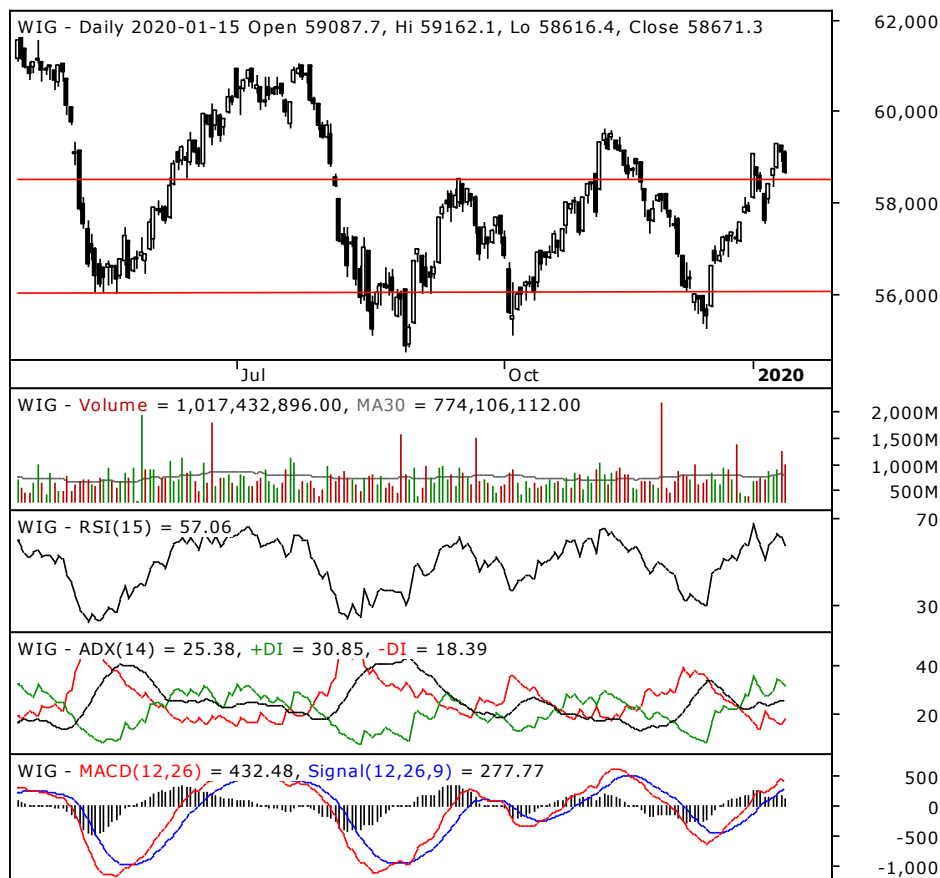 WIG - Daily 2020-01-15 Open 59087.7, Hi 59162.1, Lo 58616.4, Close 58671.3
62,000
60,000
58,000
56,000
Jul
Oct
2020
WIG - Volume = 1,017,432,896.00, MA30 = 774,106,112.00
2,000M
1,500M
1,000M
500M
WIG - RSI(15) = 57.06
70
30
WIG - ADX(14) = 25.38, +DI = 30.85, -DI = 18.39
40
20
WIG - MACD(12,26) = 432.48, Signal(12,26,9) = 277.77
500
0
-500
-1,000